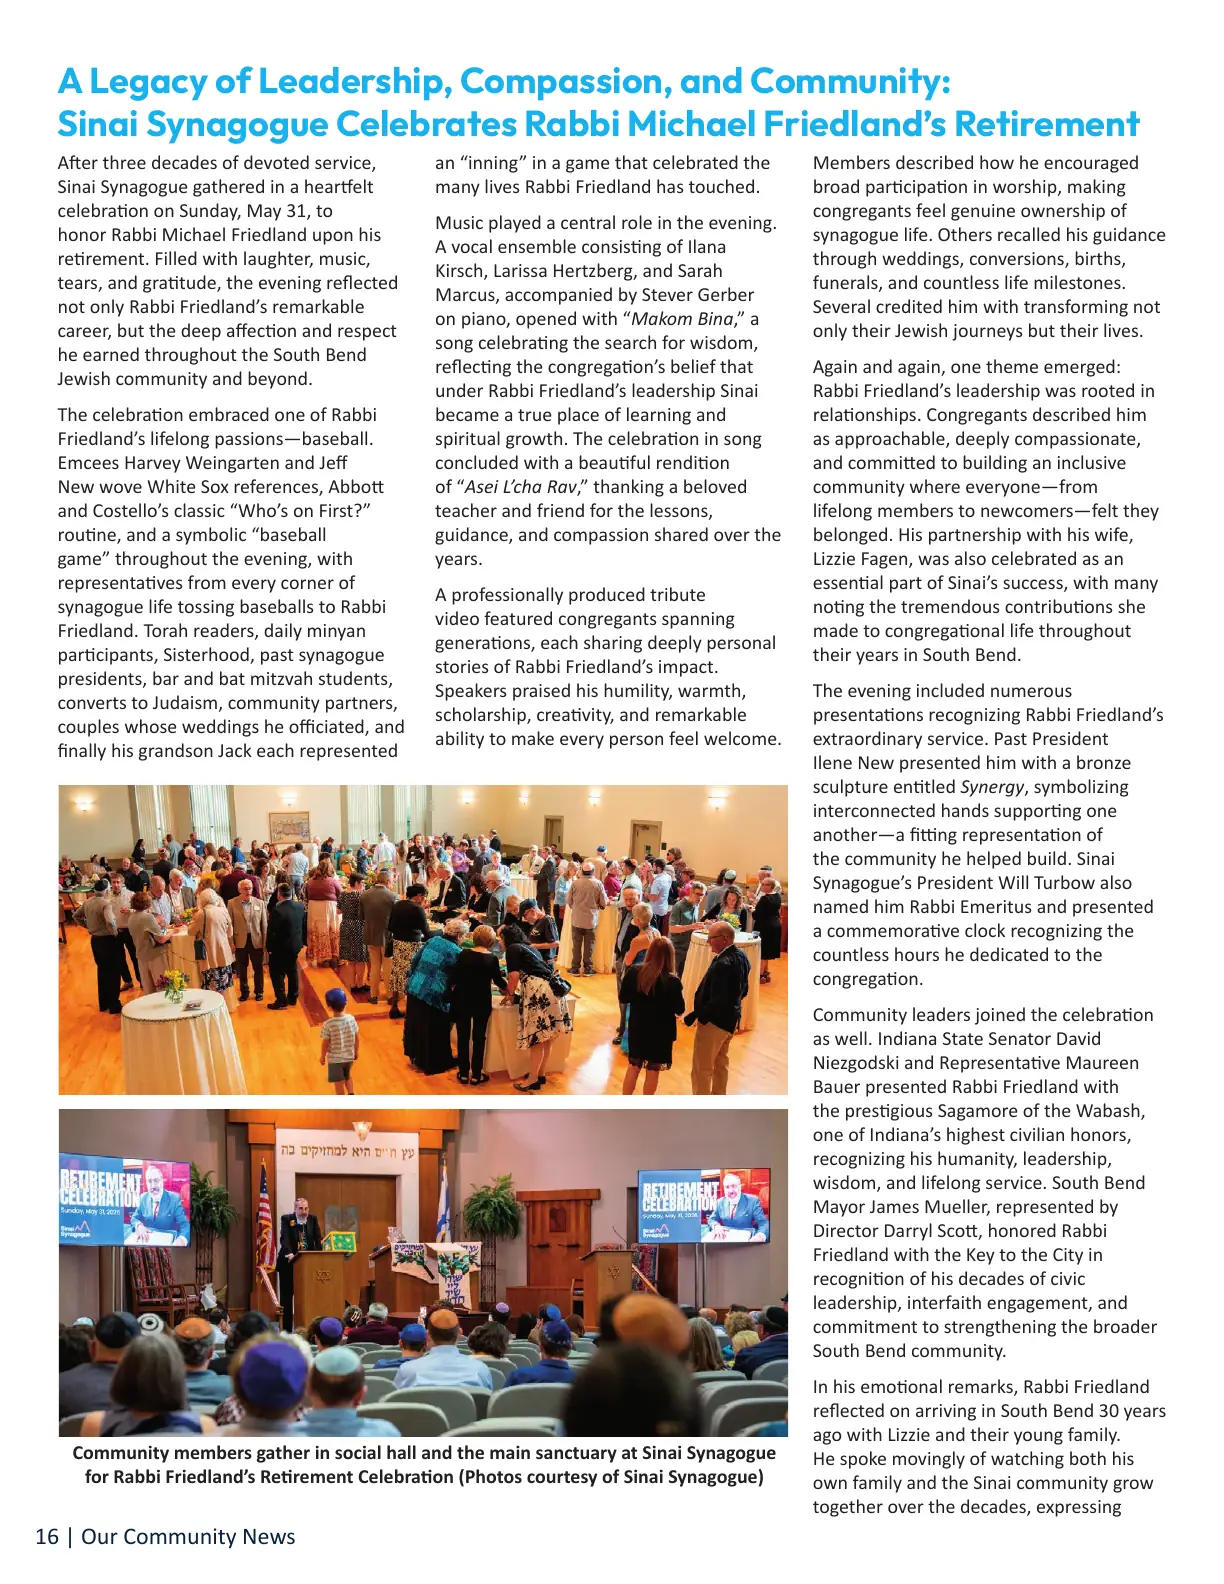 A Legacy of Leadership, Compassion, and Community:
Sinai Synagogue Celebrates Rabbi Michael Friedland’s Retirement
After three decades of devoted service,
Sinai Synagogue gathered in a heartfelt
celebration on Sunday, May 31, to
honor Rabbi Michael Friedland upon his
retirement. Filled with laughter, music,
tears, and gratitude, the evening reflected
not only Rabbi Friedland’s remarkable
career, but the deep affection and respect
he earned throughout the South Bend
Jewish community and beyond.
The celebration embraced one of Rabbi
Friedland’s lifelong passions—baseball.
Emcees Harvey Weingarten and Jeff
New wove White Sox references, Abbott
and Costello’s classic “Who’s on First?”
routine, and a symbolic “baseball
game” throughout the evening, with
representatives from every corner of
synagogue life tossing baseballs to Rabbi
Friedland. Torah readers, daily minyan
participants, Sisterhood, past synagogue
presidents, bar and bat mitzvah students,
converts to Judaism, community partners,
couples whose weddings he officiated, and
finally his grandson Jack each represented
an “inning” in a game that celebrated the
many lives Rabbi Friedland has touched.
Music played a central role in the evening.
A vocal ensemble consisting of Ilana
Kirsch, Larissa Hertzberg, and Sarah
Marcus, accompanied by Stever Gerber
on piano, opened with “Makom Bina,” a
song celebrating the search for wisdom,
reflecting the congregation’s belief that
under Rabbi Friedland’s leadership Sinai
became a true place of learning and
spiritual growth. The celebration in song
concluded with a beautiful rendition
of “Asei L’cha Rav,” thanking a beloved
teacher and friend for the lessons,
guidance, and compassion shared over the
years.
A professionally produced tribute
video featured congregants spanning
generations, each sharing deeply personal
stories of Rabbi Friedland’s impact.
Speakers praised his humility, warmth,
scholarship, creativity, and remarkable
ability to make every person feel welcome.
Members described how he encouraged
broad participation in worship, making
congregants feel genuine ownership of
synagogue life. Others recalled his guidance
through weddings, conversions, births,
funerals, and countless life milestones.
Several credited him with transforming not
only their Jewish journeys but their lives.
Again and again, one theme emerged:
Rabbi Friedland’s leadership was rooted in
relationships. Congregants described him
as approachable, deeply compassionate,
and committed to building an inclusive
community where everyone—from
lifelong members to newcomers—felt they
belonged. His partnership with his wife,
Lizzie Fagen, was also celebrated as an
essential part of Sinai’s success, with many
noting the tremendous contributions she
made to congregational life throughout
their years in South Bend.
The evening included numerous
presentations recognizing Rabbi Friedland’s
extraordinary service. Past President
Ilene New presented him with a bronze
sculpture entitled Synergy, symbolizing
interconnected hands supporting one
another—a fitting representation of
the community he helped build. Sinai
Synagogue’s President Will Turbow also
named him Rabbi Emeritus and presented
a commemorative clock recognizing the
countless hours he dedicated to the
congregation.
Community leaders joined the celebration
as well. Indiana State Senator David
Niezgodski and Representative Maureen
Bauer presented Rabbi Friedland with
the prestigious Sagamore of the Wabash,
one of Indiana’s highest civilian honors,
recognizing his humanity, leadership,
wisdom, and lifelong service. South Bend
Mayor James Mueller, represented by
Director Darryl Scott, honored Rabbi
Friedland with the Key to the City in
recognition of his decades of civic
leadership, interfaith engagement, and
commitment to strengthening the broader
South Bend community.
In his emotional remarks, Rabbi Friedland
reflected on arriving in South Bend 30 years
ago with Lizzie and their young family.
He spoke movingly of watching both his
own family and the Sinai community grow
together over the decades, expressing
עץ חיים היא למחזיקים בה
RETIREMENT
CELEBRATION
Sunday, May 31, 2026
Sinai
Synagogue
RETIREMENT
CELEBRATION
Sunday, May 31, 2026
Sinai
Synagogue
שירו
ליי
שיר
חדש
Community members gather in social hall and the main sanctuary at Sinai Synagogue
for Rabbi Friedland’s Retirement Celebration (Photos courtesy of Sinai Synagogue)
16 | Our Community News